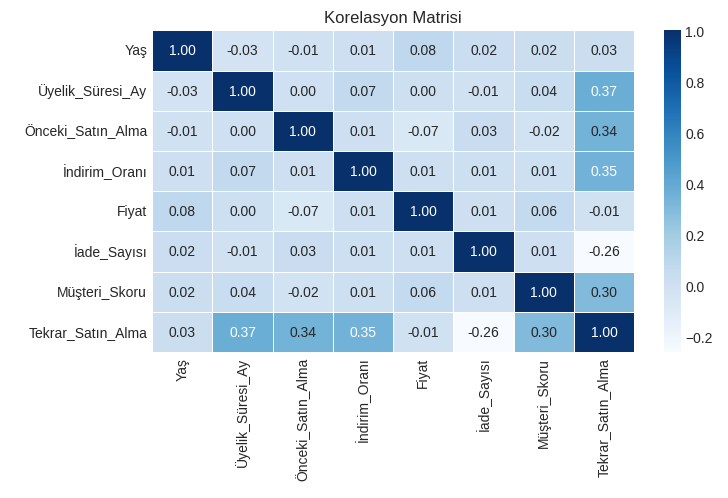 Korelasyon Matrisi
Yaş 1.00 -0.03 -0.01 0.01 0.08 0.02 0.02 0.03
Üyelik_Süresi_Ay -0.03 1.00 0.00 0.07 0.00 -0.01 0.04 0.37
Önceki_Satın_Alma -0.01 0.00 1.00 0.01 -0.07 0.03 -0.02 0.34
İndirim_Oranı 0.01 0.07 0.01 1.00 0.01 0.01 0.01 0.35
Fiyat 0.08 0.00 -0.07 0.01 1.00 0.01 0.06 -0.01
İade_Sayısı 0.02 -0.01 0.03 0.01 0.01 1.00 0.01 -0.26
Müşteri_Skoru 0.02 0.04 -0.02 0.01 0.06 0.01 1.00 0.30
Tekrar_Satın_Alma 0.03 0.37 0.34 0.35 -0.01 -0.26 0.30 1.00
Yaş
Üyelik_Süresi_Ay
Önceki_Satın_Alma
İndirim_Oranı
Fiyat
İade_Sayısı
Müşteri_Skoru
Tekrar_Satın_Alma
1.0
0.8
0.6
0.4
0.2
0.0
−0.2